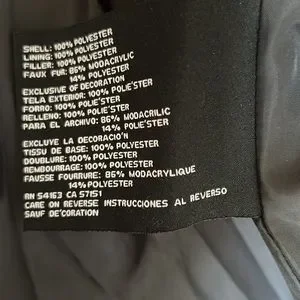 SHELL: 100% POLYESTER
LINING: 100% POLYESTER
FILLER: 100% POLYESTER
FAUX FUR: 86% MODACRYLIC
14% POLYESTER
EXCLUSIVE OF DECORATION
TELA EXTERIOR: 100% POLIE'STER
FORRO: 100% POLIE'STER
RELLENO: 100% POLIE'STER
PARA EL ARCHIVO: 86% MODACRILIC
14% POLIE'STER
EXCLUYE LA DECORACIO'N
TISSU DE BASE: 100% POLYESTER
DOUBLURE: 100% POLYESTER
REMBOURRAGE: 100% POLYESTER
FAUSSE FOURRURE: 86% MODACRYLIQUE
14% POLYESTER
RN 54163 CA 57151
CARE ON REVERSE INSTRUCCIONES AL REVERSO
SAUF DE'CORATION